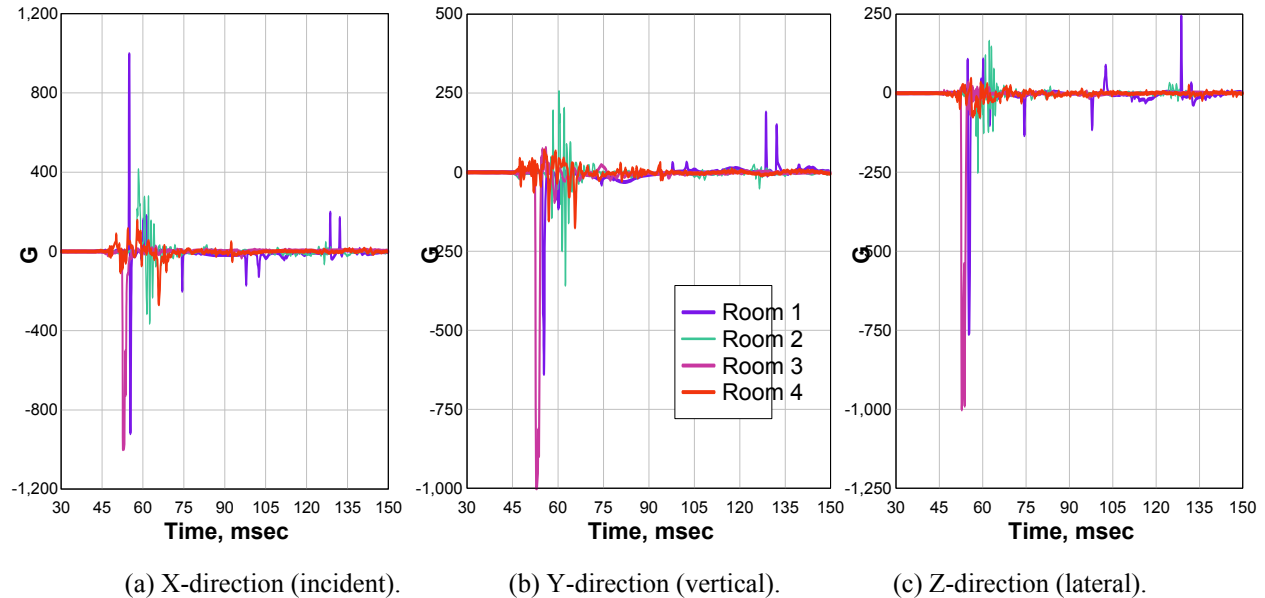 1,200
800
400
0
-400
-800
-1,200
G
30 45 60 75 90 105 120 135 150
Time, msec
500
250
0
-250
-500
-750
-1,000
G
Room 1
Room 2
Room 3
Room 4
30 45 60 75 90 105 120 135 150
Time, msec
250
0
-250
-500
-750
-1,000
-1,250
G
30 45 60 75 90 105 120 135 150
Time, msec
(a) X-direction (incident). (b) Y-direction (vertical). (c) Z-direction (lateral).